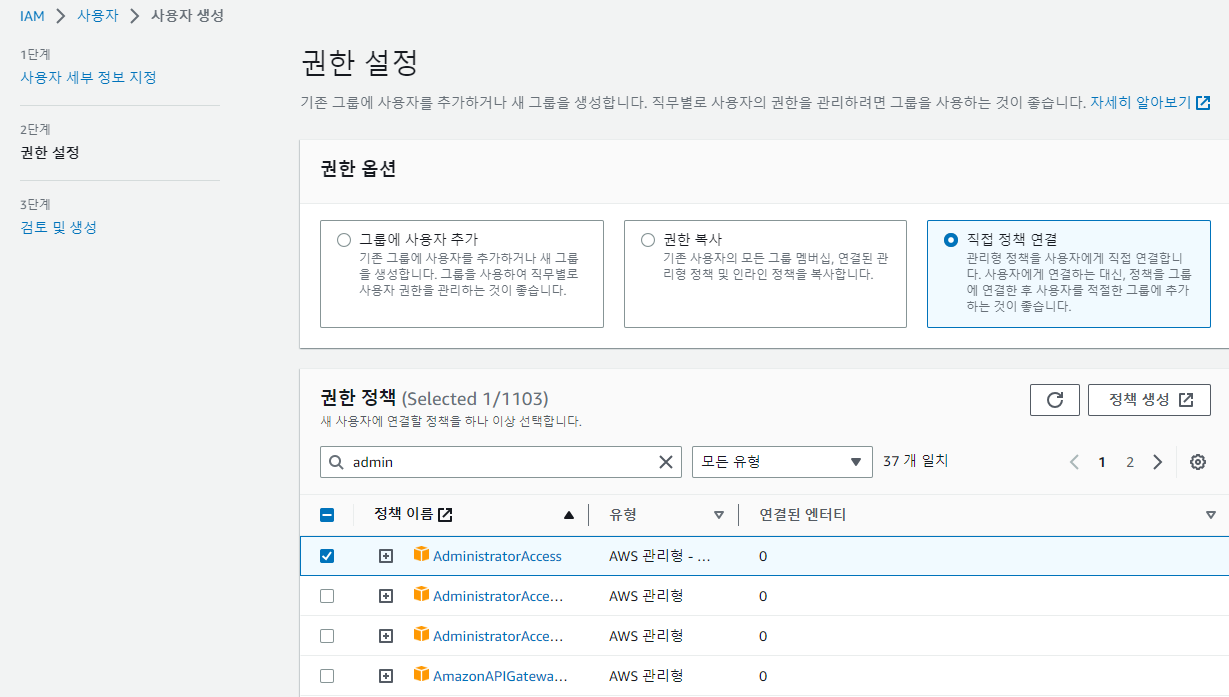 IAM > 사용자 > 사용자 생성
1단계
사용자 세부 정보 지정
2단계
권한 설정
3단계
검토 및 생성
권한 설정
기존 그룹에 사용자를 추가하거나 새 그룹을 생성합니다. 직무별로 사용자의 권한을 관리하려면 그룹을 사용하는 것이 좋습니다. 자세히 알아보기
권한 옵션
그룹에 사용자 추가
기존 그룹에 사용자를 추가하거나 새 그룹
을 생성합니다. 그룹을 사용하여 직무별로
사용자 권한을 관리하는 것이 좋습니다.
권한 복사
기존 사용자의 모든 그룹 멤버십, 연결된 관
리형 정책 및 인라인 정책을 복사합니다.
직접 정책 연결
관리형 정책을 사용자에게 직접 연결합니
다. 사용자에게 연결하는 대신, 정책을 그룹
에 연결한 후 사용자를 적절한 그룹에 추가
하는 것이 좋습니다.
권한 정책 (Selected 1/1103)
새 사용자에 연결할 정책을 하나 이상 선택합니다.
정책 생성
admin
모든 유형
37 개 일치
1 2
정책 이름 유형 연결된 엔터티
AdministratorAccess AWS 관리형 - ... 0
AdministratorAcce... AWS 관리형 0
AdministratorAcce... AWS 관리형 0
AmazonAPIGatewa... AWS 관리형 0